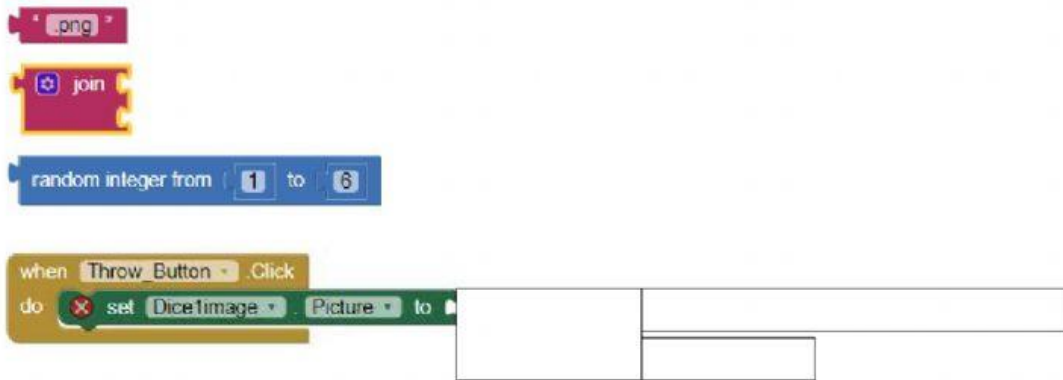 " .png "
join
random integer from 1 to 6
when Throw_Button .Click
do set Dice1image . Picture to